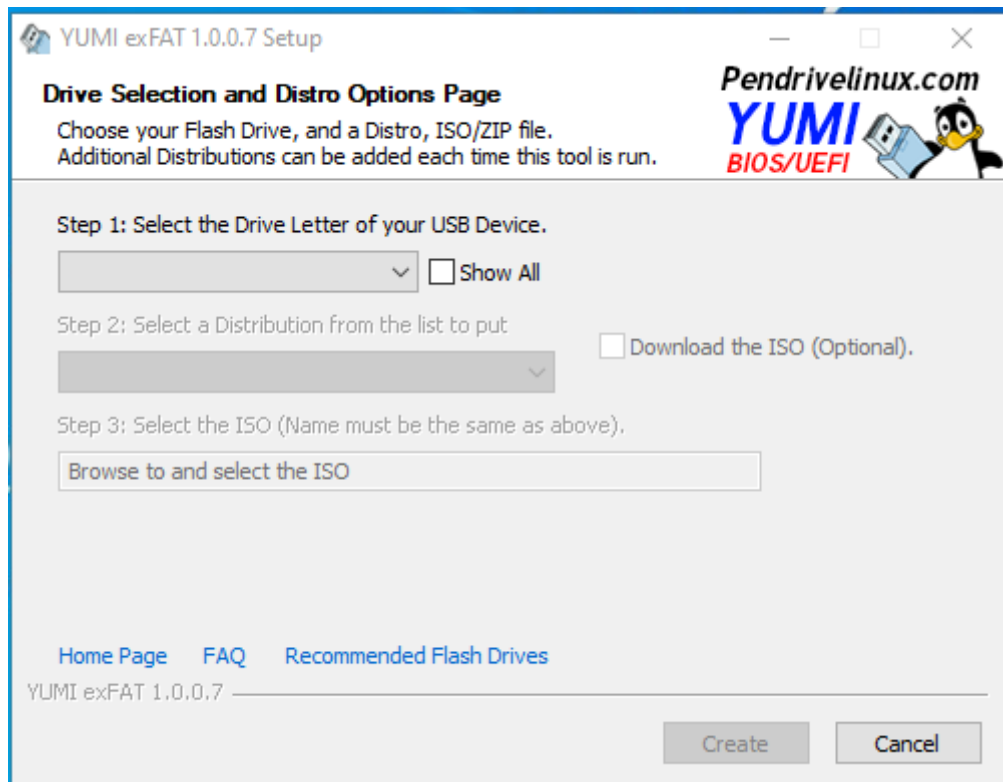 YUMI exFAT 1.0.0.7 Setup
Drive Selection and Distro Options Page
Choose your Flash Drive, and a Distro, ISO/ZIP file.
Additional Distributions can be added each time this tool is run.
Pendrivelinux.com
YUMI
BIOS/UEFI
Step 1: Select the Drive Letter of your USB Device.
Show All
Step 2: Select a Distribution from the list to put
Download the ISO (Optional).
Step 3: Select the ISO (Name must be the same as above).
Browse to and select the ISO
Home Page FAQ Recommended Flash Drives
YUMI exFAT 1.0.0.7
Create Cancel